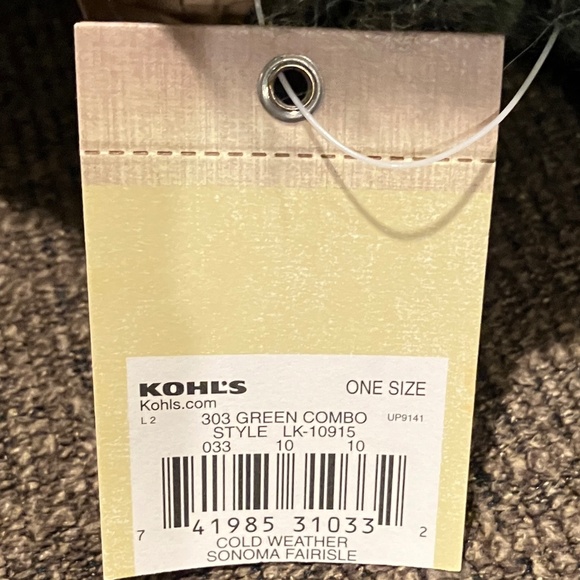 KOHL'S ONE SIZE
Kohls.com
L 2 303 GREEN COMBO UP9141
STYLE LK-10915
033 10 10
7 41985 31033 2
COLD WEATHER
SONOMA FAIRISLE